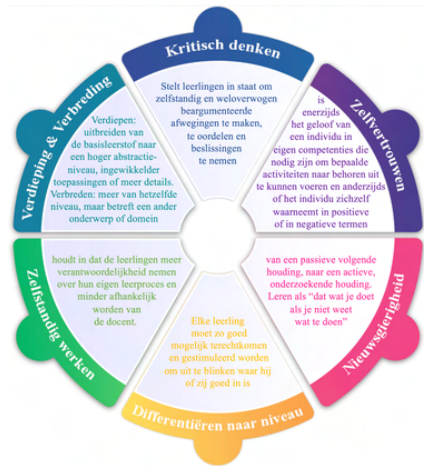 Kritisch denken
Stelt leerlingen in staat om
zelfstandig en weloverwogen
beargumenteerde
afwegingen te maken,
te oordelen en
beslissingen
te nemen
Zelfvertrouwen
is
enerzijds
het geloof van
een individu in
eigen competenties die
nodig zijn om bepaalde
activiteiten naar behoren uit
te kunnen voeren en anderzijds
of het individu zichzelf
waarneemt in positieve
of in negatieve termen
Nieuwsgierigheid
van een passieve volgende
houding, naar een actieve,
onderzoekende houding.
Leren als “dat wat je doet
als je niet weet
wat te doen”
Differentiëren naar niveau
Elke leerling
moet zo goed
mogelijk terechtkomen
en gestimuleerd worden
om uit te blinken waar hij
of zij goed in is
Zelfstandig werken
houdt in dat de leerlingen meer
verantwoordelijkheid nemen
over hun eigen leerproces en
minder afhankelijk
worden van
de docent.
Verdieping & Verbreding
Verdiepen:
uitbreiden van
de basisleerstof naar
een hoger abstractie-
niveau, ingewikkelder
toepassingen of meer details.
Verbreden: meer van hetzelfde
niveau, maar betreft een ander
onderwerp of domein